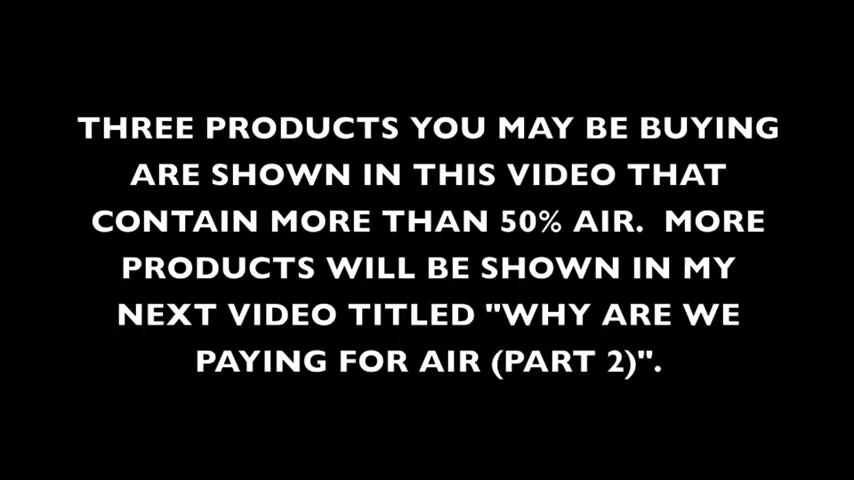 THREE PRODUCTS YOU MAY BE BUYING
ARE SHOWN IN THIS VIDEO THAT
CONTAIN MORE THAN 50% AIR.  MORE
PRODUCTS WILL BE SHOWN IN MY
NEXT VIDEO TITLED "WHY ARE WE
PAYING FOR AIR (PART 2)".